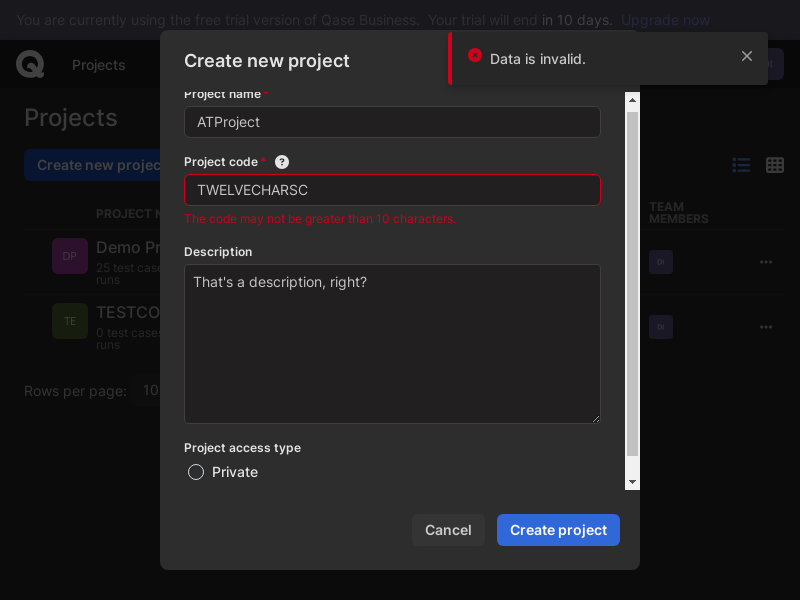 You are currently using the free trial version of Qase Business. Your trial will end in 10 days. Upgrade now
Data is invalid.
Projects
DI
Create new project
Projects
Create new projec
Project name *
ATProject
Project code * ?
TWELVECHARSC
The code may not be greater than 10 characters.
Description
That's a description, right?
Project access type
Private
Cancel
Create project
PROJECT N
TEAM
MEMBERS
DP
Demo Pr
25 test case
runs
DI
TE
TESTCO
0 test cases
runs
DI
Rows per page: 10